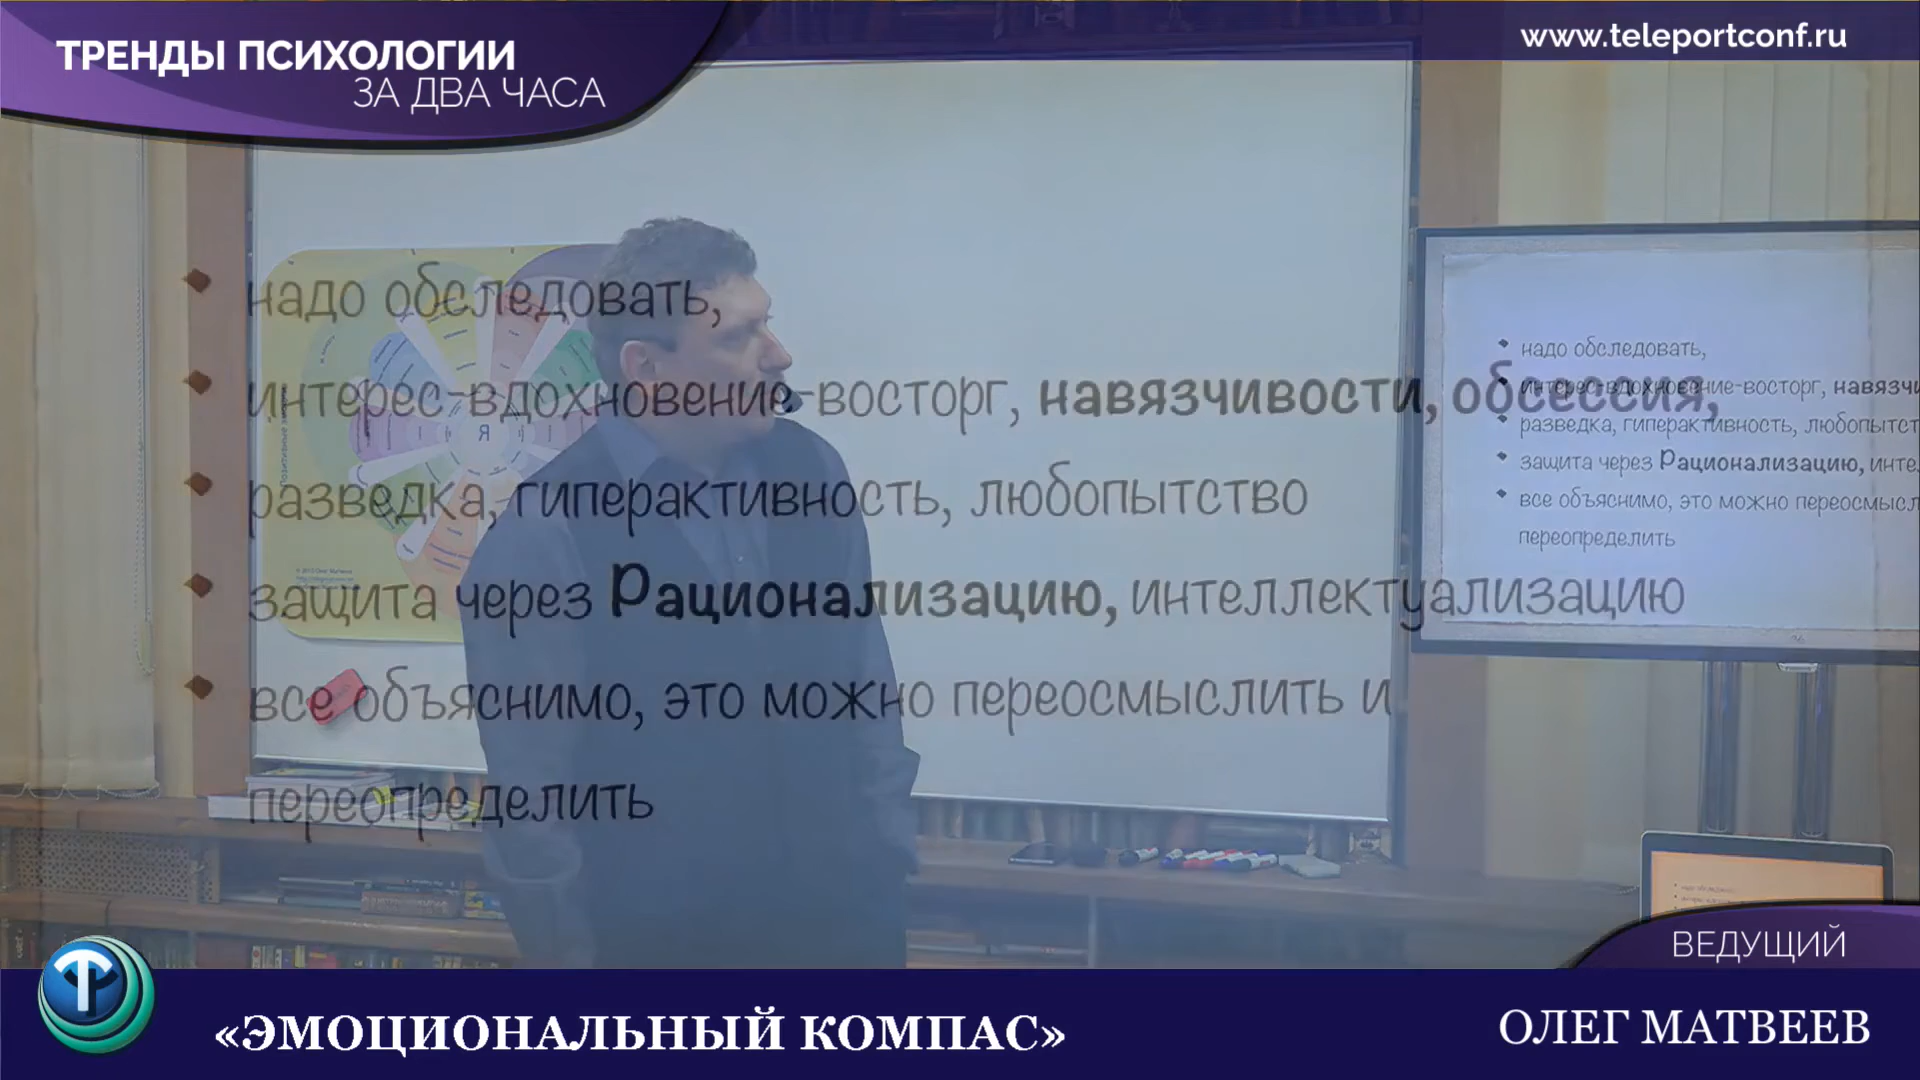 ТРЕНДЫ ПСИХОЛОГИИ
ЗА ДВА ЧАСА
www.teleportconf.ru
надо обследовать,
интерес-вдохновение-восторг, навязчивости, обсессия,
разведка, гиперактивность, любопытство
защита через Рационализацию, интеллектуализацию
все объяснимо, это можно переосмыслить и
переопределить
Я
надо обследовать,
интерес-вдохновение-восторг, навязчи
разведка, гиперактивность, любопытст
защита через Рационализацию, инте
все объяснимо, это можно переосмысл
переопределить
ВЕДУЩИЙ
«ЭМОЦИОНАЛЬНЫЙ КОМПАС»
ОЛЕГ МАТВЕЕВ